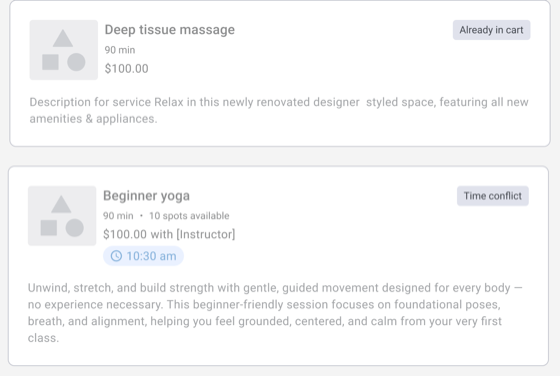 Deep tissue massage
Already in cart
90 min
$100.00
Description for service Relax in this newly renovated designer  styled space, featuring all new
amenities & appliances.
Beginner yoga
Time conflict
90 min • 10 spots available
$100.00 with [Instructor]
10:30 am
Unwind, stretch, and build strength with gentle, guided movement designed for every body —
no experience necessary. This beginner-friendly session focuses on foundational poses,
breath, and alignment, helping you feel grounded, centered, and calm from your very first
class.